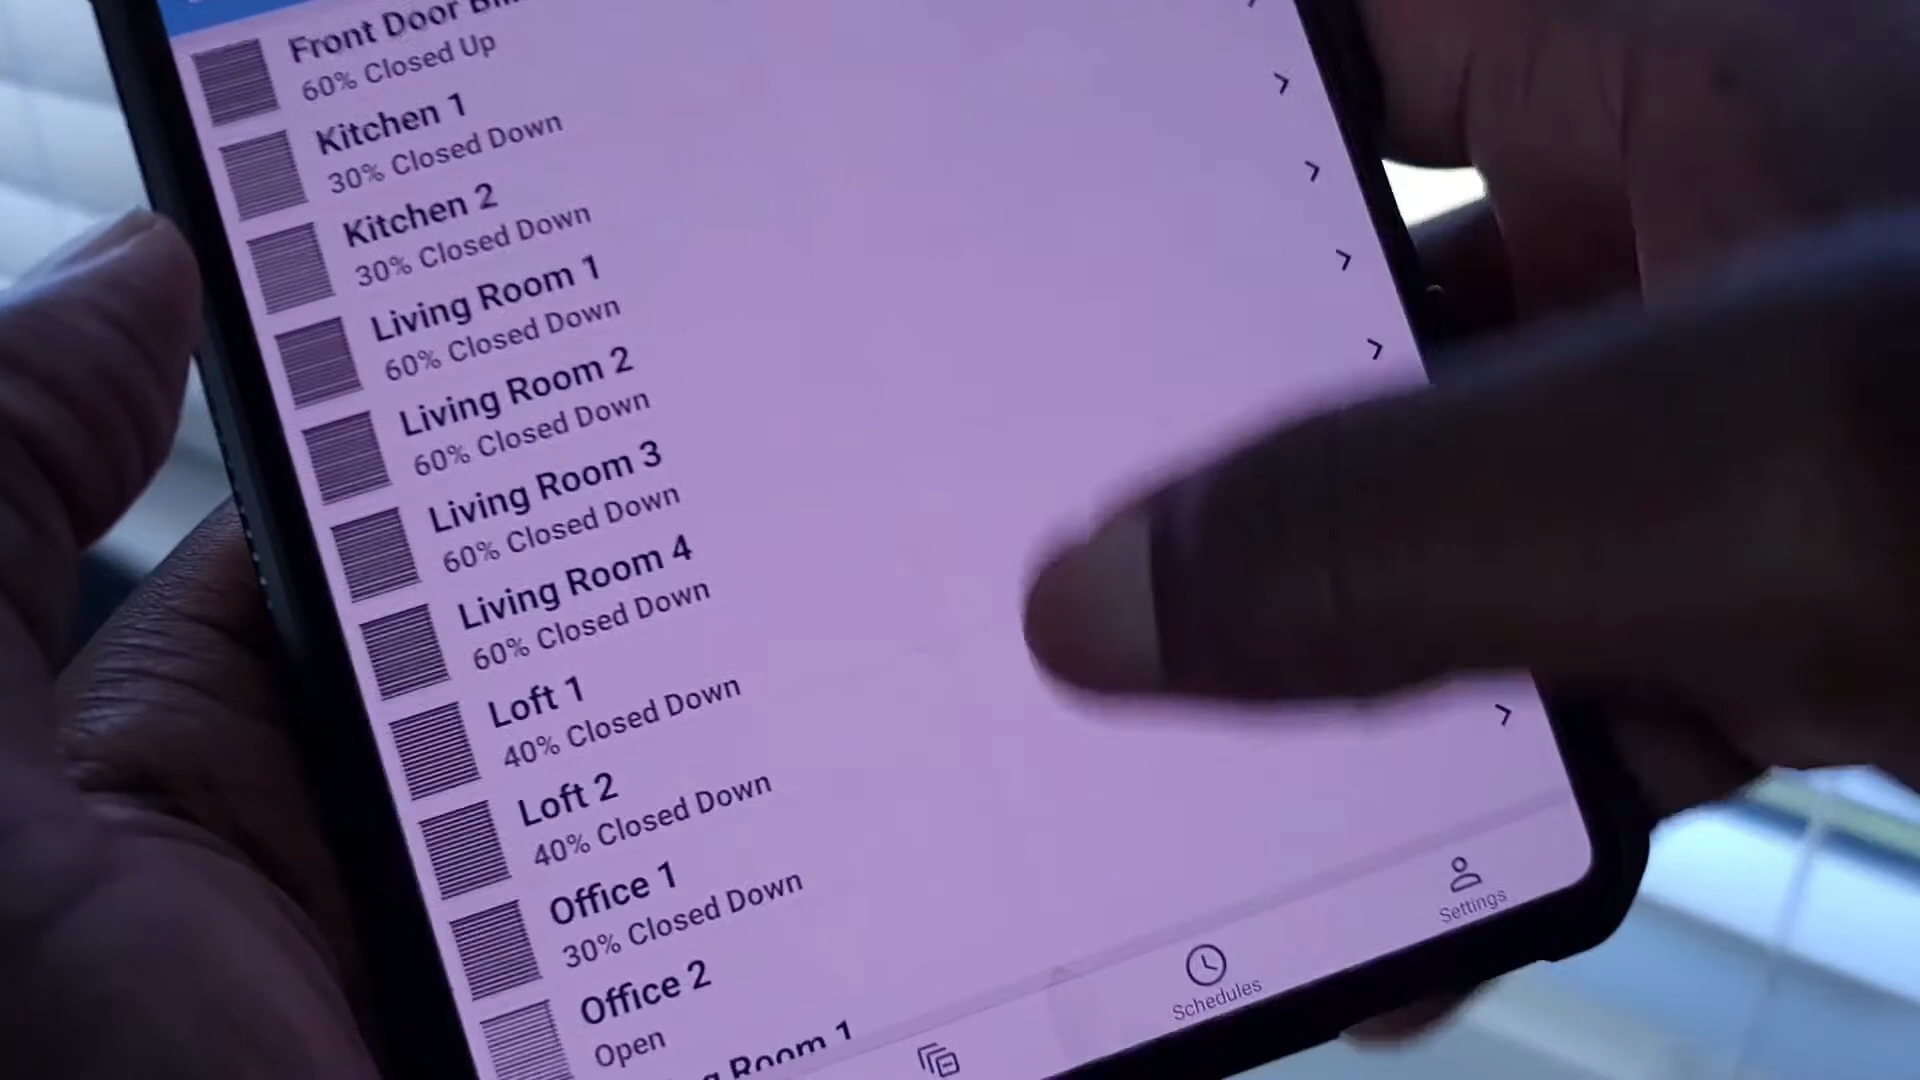 Front Door
60% Closed Up
Kitchen 1
30% Closed Down
Kitchen 2
30% Closed Down
Living Room 1
60% Closed Down
Living Room 2
60% Closed Down
Living Room 3
60% Closed Down
Living Room 4
60% Closed Down
Loft 1
40% Closed Down
Loft 2
40% Closed Down
Office 1
30% Closed Down
Office 2
Open
Room 1
Schedules
Settings